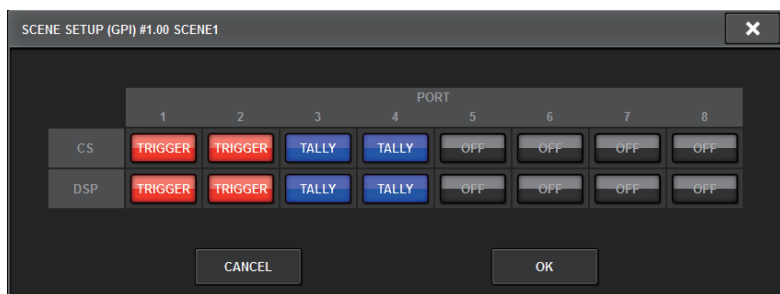 SCENE SETUP (GPI) #1.00 SCENE1
PORT
1 2 3 4 5 6 7 8
CS TRIGGER TRIGGER TALLY TALLY OFF OFF OFF OFF
DSP TRIGGER TRIGGER TALLY TALLY OFF OFF OFF OFF
CANCEL OK